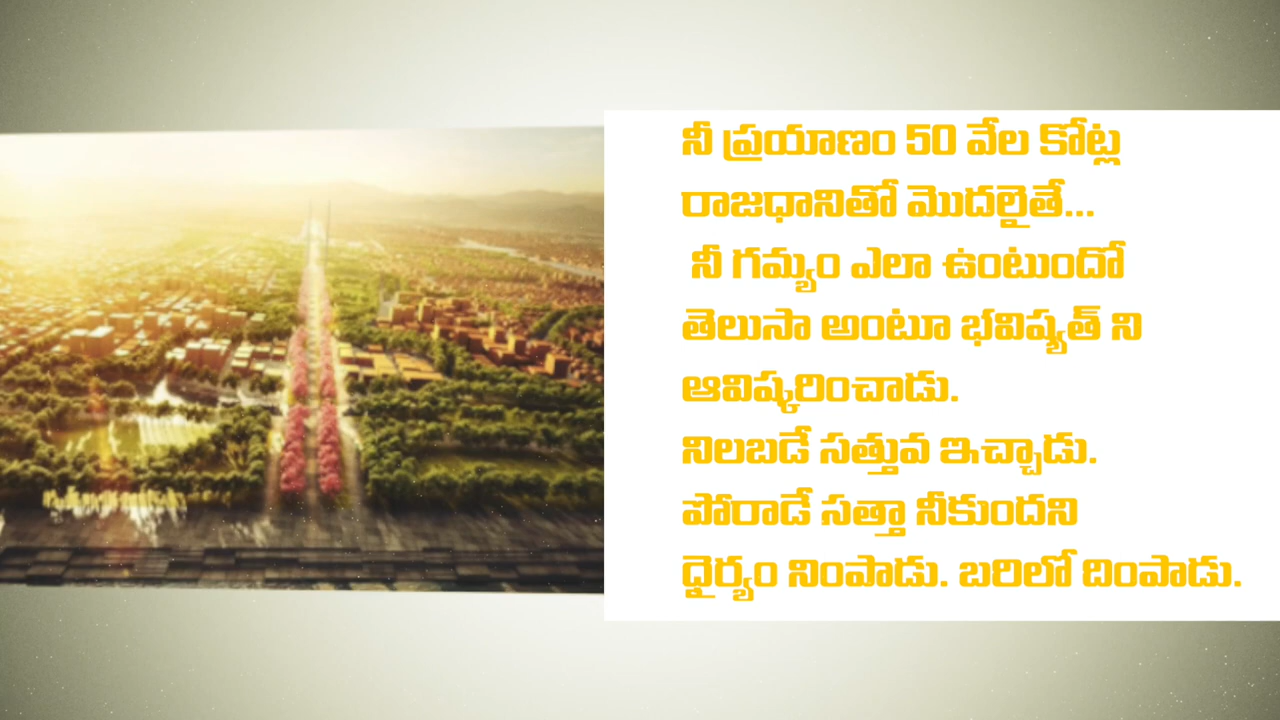 నీ ప్రయాణం 50 వేల కోట్ల
రాజధానితో మొదలైతే...
నీ గమ్యం ఎలా ఉంటుందో
తెలుసా అంటూ భవిష్యత్ ని
ఆవిష్కరించాడు.
నిలబడే సత్తువ ఇచ్చాడు.
పోరాడే సత్తా నీకుందని
ధైర్యం నింపాడు. బరిలో దింపాడు.